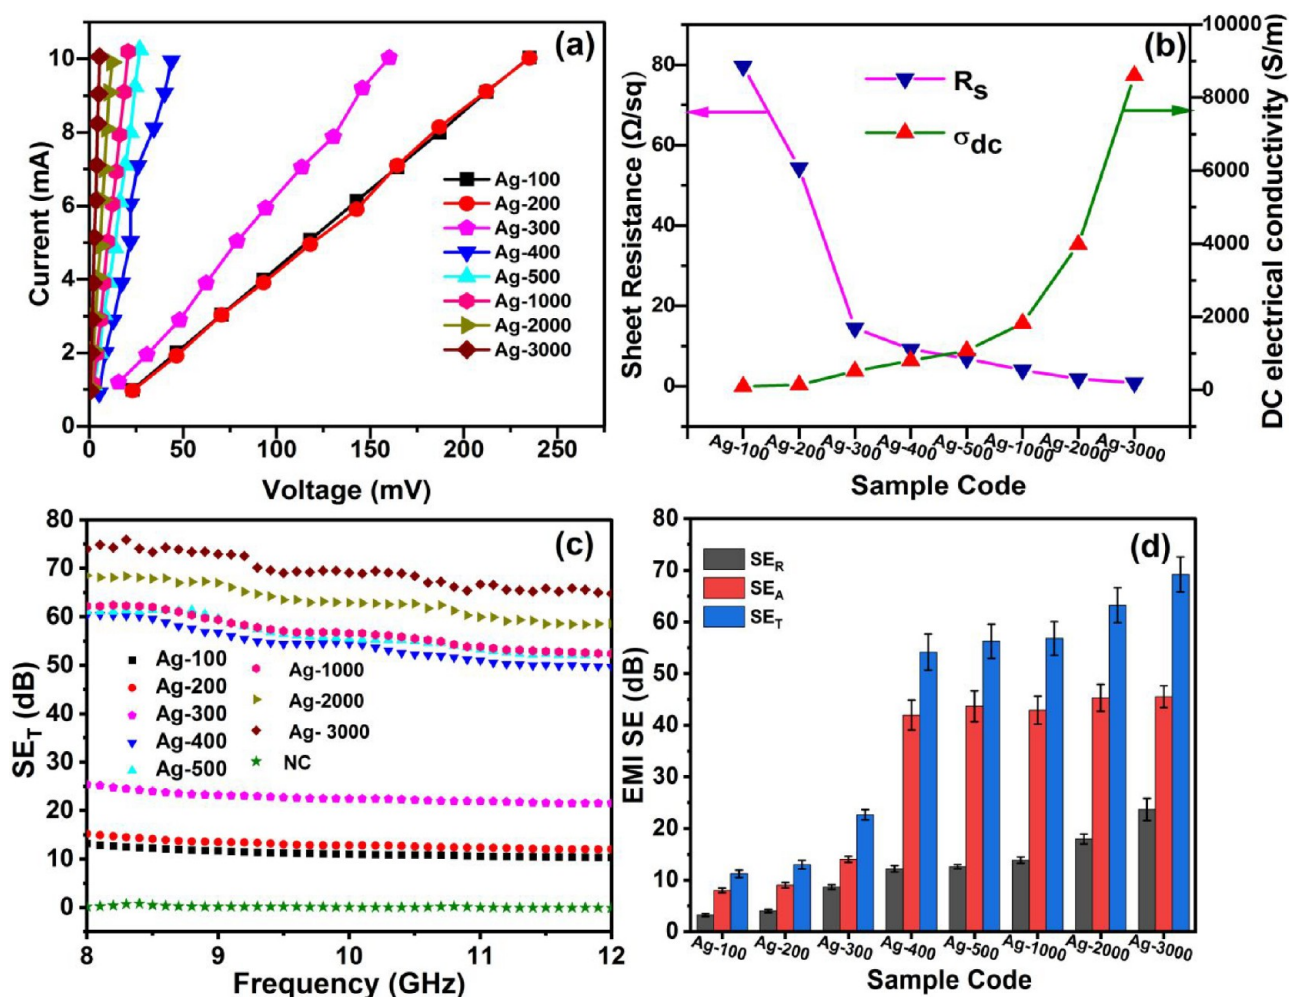 (a)
10
8
6
4
2
0
Current (mA)
Ag-100
Ag-200
Ag-300
Ag-400
Ag-500
Ag-1000
Ag-2000
Ag-3000
0 50 100 150 200 250
Voltage (mV)
(b)
80
60
40
20
0
Sheet Resistance (Ω/sq)
Rs
σdc
10000
8000
6000
4000
2000
0
DC electrical conductivity (S/m)
Ag-100 Ag-200 Ag-300 Ag-400 Ag-500 Ag-1000 Ag-2000 Ag-3000
Sample Code
(c)
80
75
70
60
50
40
30
20
10
0
SET (dB)
Ag-100
Ag-200
Ag-300
Ag-400
Ag-500
Ag-1000
Ag-2000
Ag- 3000
NC
8 9 10 11 12
Frequency (GHz)
(d)
80
70
60
50
40
30
20
10
0
EMI SE (dB)
SER
SEA
SET
Ag-100 Ag-200 Ag-300 Ag-400 Ag-500 Ag-1000 Ag-2000 Ag-3000
Sample Code